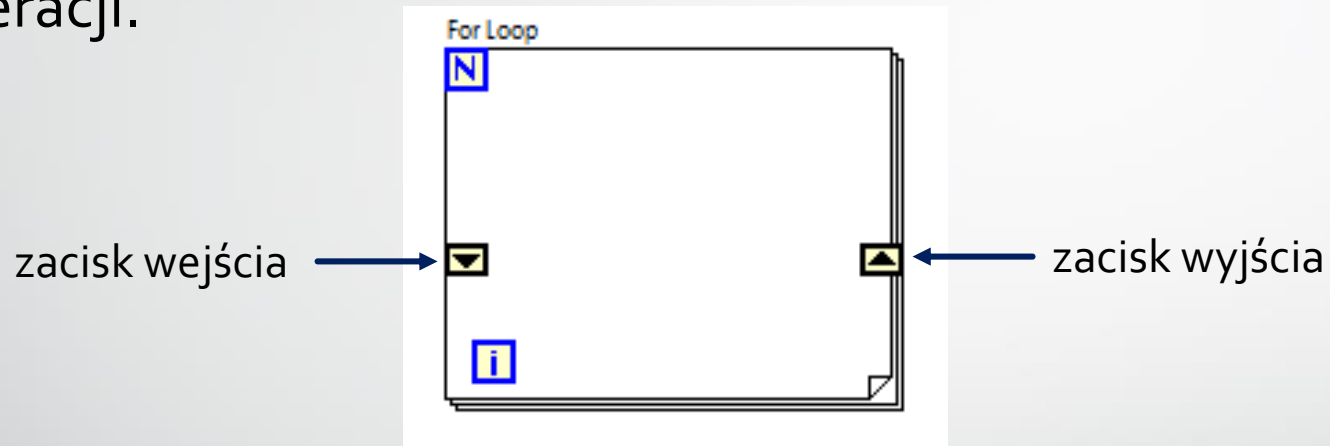 eracji.
For Loop
N
zacisk wejścia
zacisk wyjścia
i